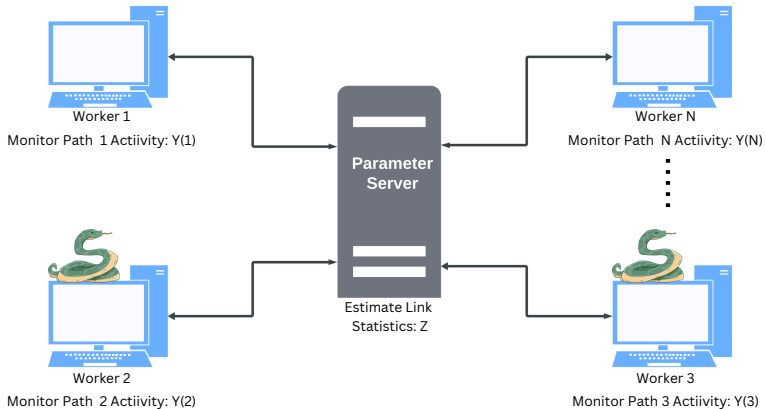 Worker 1
Monitor Path 1 Actiivity: Y(1)
Worker N
Monitor Path N Actiivity: Y(N)
Parameter
Server
Estimate Link
Statistics: Z
Worker 2
Monitor Path 2 Actiivity: Y(2)
Worker 3
Monitor Path 3 Actiivity: Y(3)